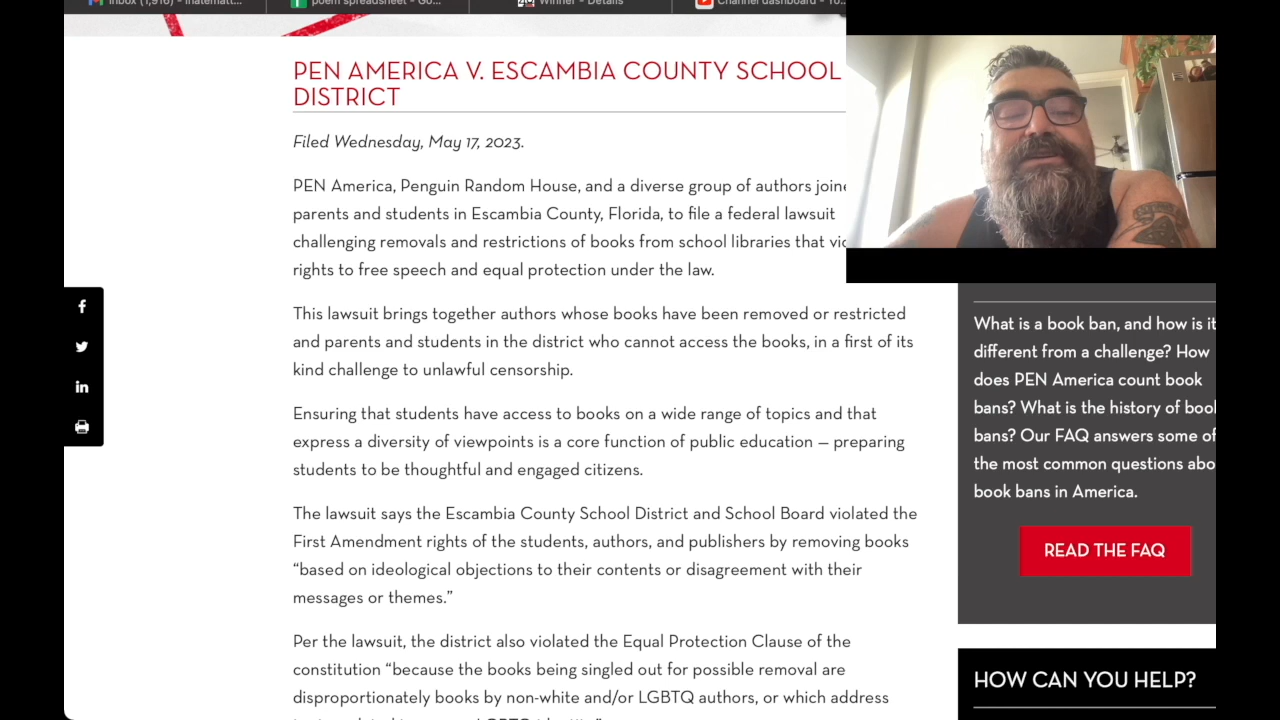 Inbox (1,916) - inatematt...
poem spreadsheet - Go...
Winner - Details
Channel dashboard - Yo...
PEN AMERICA V. ESCAMBIA COUNTY SCHOOL
DISTRICT
Filed Wednesday, May 17, 2023.
PEN America, Penguin Random House, and a diverse group of authors
parents and students in Escambia County, Florida, to file a federal lawsuit
challenging removals and restrictions of books from school libraries that
rights to free speech and equal protection under the law.
This lawsuit brings together authors whose books have been removed or restricted
and parents and students in the district who cannot access the books, in a first of its
kind challenge to unlawful censorship.
Ensuring that students have access to books on a wide range of topics and that
express a diversity of viewpoints is a core function of public education — preparing
students to be thoughtful and engaged citizens.
The lawsuit says the Escambia County School District and School Board violated the
First Amendment rights of the students, authors, and publishers by removing books
“based on ideological objections to their contents or disagreement with their
messages or themes.”
Per the lawsuit, the district also violated the Equal Protection Clause of the
constitution “because the books being singled out for possible removal are
disproportionately books by non-white and/or LGBTQ authors, or which address
What is a book ban, and how is it
different from a challenge? How
does PEN America count book
bans? What is the history of
bans? Our FAQ answers some of
the most common questions
book bans in America.
READ THE FAQ
HOW CAN YOU HELP?